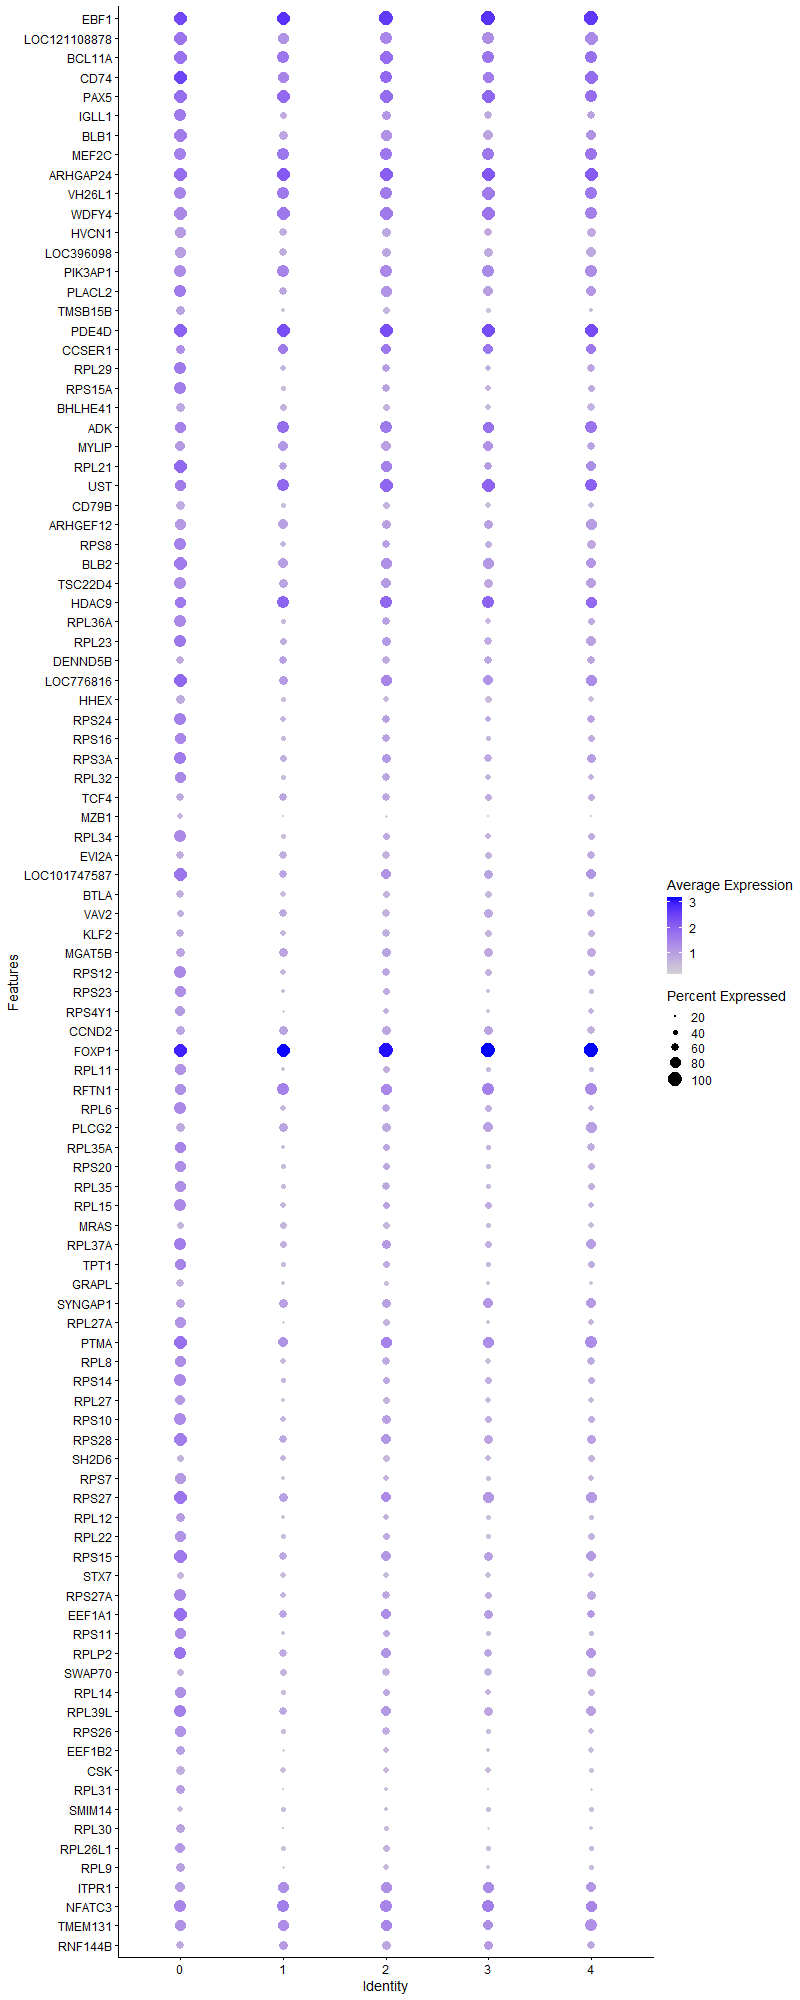 EBF1
LOC121108878
BCL11A
CD74
PAX5
IGLL1
BLB1
MEF2C
ARHGAP24
VH26L1
WDFY4
HVCN1
LOC396098
PIK3AP1
PLACL2
TMSB15B
PDE4D
CCSER1
RPL29
RPS15A
BHLHE41
ADK
MYLIP
RPL21
UST
CD79B
ARHGEF12
RPS8
BLB2
TSC22D4
HDAC9
RPL36A
RPL23
DENND5B
LOC776816
HHEX
RPS24
RPS16
RPS3A
RPL32
TCF4
MZB1
RPL34
EVI2A
LOC101747587
BTLA
VAV2
KLF2
MGAT5B
RPS12
RPS23
RPS4Y1
CCND2
FOXP1
RPL11
RFTN1
RPL6
PLCG2
RPL35A
RPS20
RPL35
RPL15
MRAS
RPL37A
TPT1
GRAPL
SYNGAP1
RPL27A
PTMA
RPL8
RPS14
RPL27
RPS10
RPS28
SH2D6
RPS7
RPS27
RPL12
RPL22
RPS15
STX7
RPS27A
EEF1A1
RPS11
RPLP2
SWAP70
RPL14
RPL39L
RPS26
EEF1B2
CSK
RPL31
SMIM14
RPL30
RPL26L1
RPL9
ITPR1
NFATC3
TMEM131
RNF144B
Features
0 1 2 3 4
Identity
Average Expression
3
2
1
Percent Expressed
20
40
60
80
100